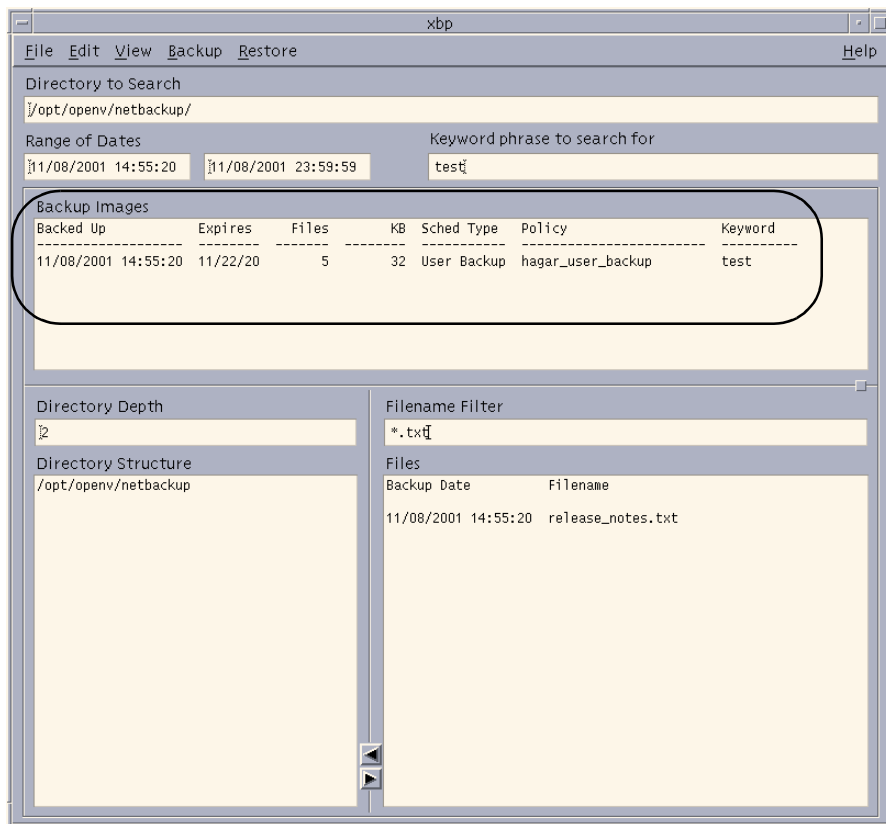 xbp
File Edit View Backup Restore Help
Directory to Search
/opt/openv/netbackup/
Range of Dates Keyword phrase to search for
11/08/2001 14:55:20 11/08/2001 23:59:59 test
Backup Images
Backed Up Expires Files KB Sched Type Policy Keyword
------------------- -------- ------- -------- ----------- ------------------------ ----------
11/08/2001 14:55:20 11/22/20 5 32 User Backup hagar_user_backup test
Directory Depth Filename Filter
2 *.txt
Directory Structure Files
/opt/openv/netbackup Backup Date Filename
11/08/2001 14:55:20 release_notes.txt